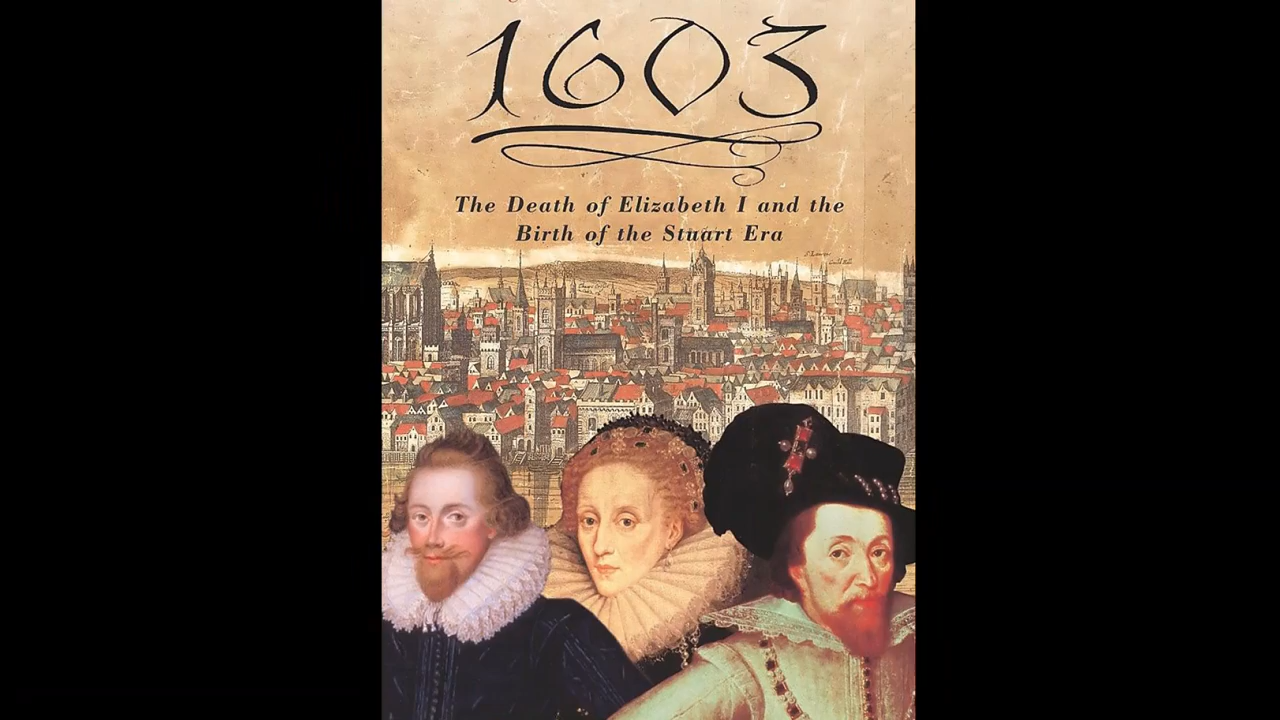 1603
The Death of Elizabeth I and the
Birth of the Stuart Era